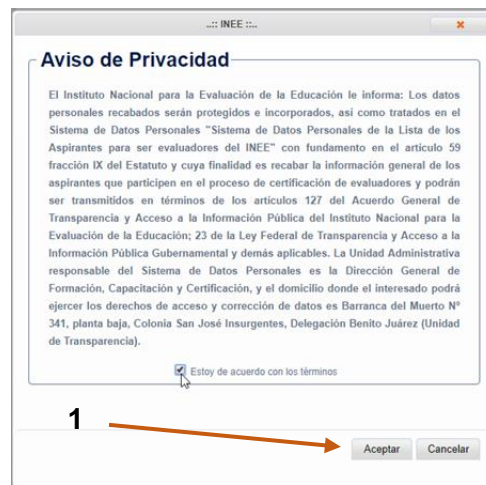 ..:: INEE ::..
Aviso de Privacidad
El Instituto Nacional para la Evaluación de la Educación le informa: Los datos
personales recabados serán protegidos e incorporados, así como tratados en el
Sistema de Datos Personales "Sistema de Datos Personales de la Lista de los
Aspirantes para ser evaluadores del INEE" con fundamento en el artículo 59
fracción IX del Estatuto y cuya finalidad es recabar la información general de los
aspirantes que participen en el proceso de certificación de evaluadores y podrán
ser transmitidos en términos de los artículos 127 del Acuerdo General de
Transparencia y Acceso a la Información Pública del Instituto Nacional para la
Evaluación de la Educación; 23 de la Ley Federal de Transparencia y Acceso a la
Información Pública Gubernamental y demás aplicables. La Unidad Administrativa
responsable del Sistema de Datos Personales es la Dirección General de
Formación, Capacitación y Certificación, y el domicilio donde el interesado podrá
ejercer los derechos de acceso y corrección de datos es Barranca del Muerto Nº
341, planta baja, Colonia San José Insurgentes, Delegación Benito Juárez (Unidad
de Transparencia).
Estoy de acuerdo con los términos
1
Aceptar Cancelar